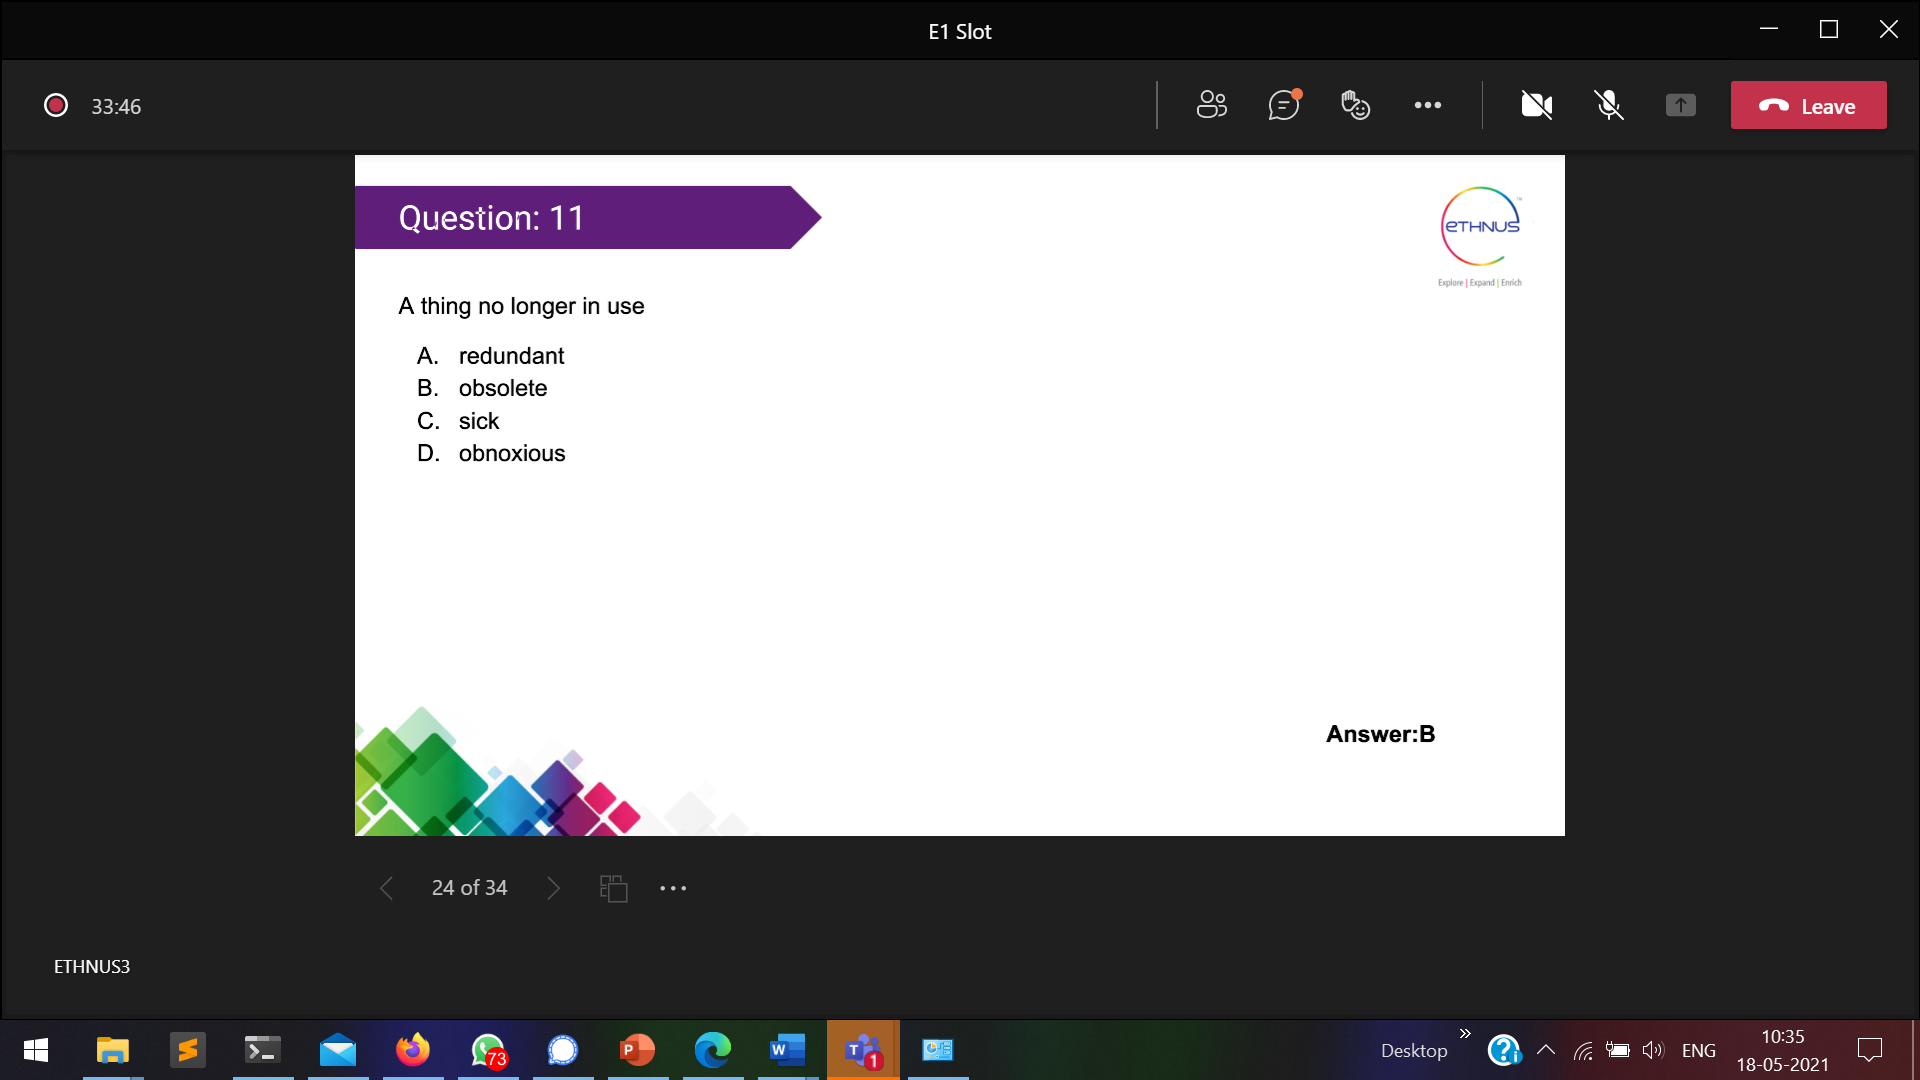 E1 Slot
33:46
Leave
Question: 11
eTHNUS
TM
Explore | Expand | Enrich
A thing no longer in use
A. redundant
B. obsolete
C. sick
D. obnoxious
Answer:B
24 of 34
ETHNUS3
73
P
W
T
1
Desktop
ENG
10:35
18-05-2021